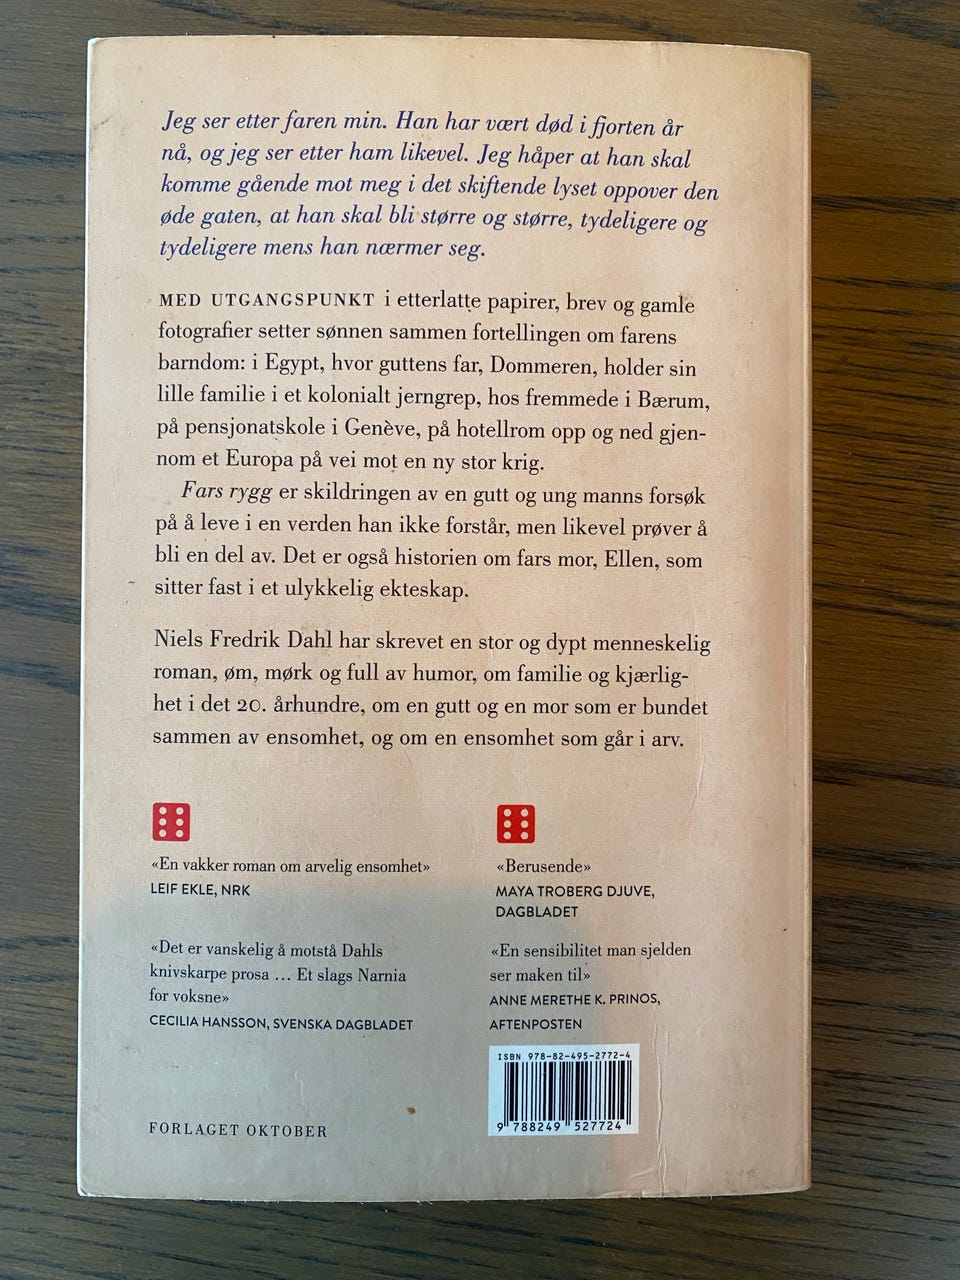 Jeg ser etter faren min. Han har vært død i fjorten år
nå, og jeg ser etter ham likevel. Jeg håper at han skal
komme gående mot meg i det skiftende lyset oppover den
øde gaten, at han skal bli større og større, tydeligere og
tydeligere mens han nærmer seg.
MED UTGANGSPUNKT i etterlatte papirer, brev og gamle
fotografier setter sønnen sammen fortellingen om farens
barndom: i Egypt, hvor guttens far, Dommeren, holder sin
lille familie i et kolonialt jerngrep, hos fremmede i Bærum,
på pensjonatskole i Genève, på hotellrom opp og ned gjen-
nom et Europa på vei mot en ny stor krig.
Fars rygg er skildringen av en gutt og ung manns forsøk
på å leve i en verden han ikke forstår, men likevel prøver å
bli en del av. Det er også historien om fars mor, Ellen, som
sitter fast i et ulykkelig ekteskap.
Niels Fredrik Dahl har skrevet en stor og dypt menneskelig
roman, øm, mørk og full av humor, om familie og kjærlig-
het i det 20. århundre, om en gutt og en mor som er bundet
sammen av ensomhet, og om en ensomhet som går i arv.
«En vakker roman om arvelig ensomhet»
LEIF EKLE, NRK
«Berusende»
MAYA TROBERG DJUVE,
DAGBLADET
«Det er vanskelig å motstå Dahls
knivskarpe prosa ... Et slags Narnia
for voksne»
CECILIA HANSSON, SVENSKA DAGBLADET
«En sensibilitet man sjelden
ser maken til»
ANNE MERETHE K. PRINOS,
AFTENPOSTEN
ISBN 978-82-495-2772-4
9 788249 527724
FORLAGET OKTOBER